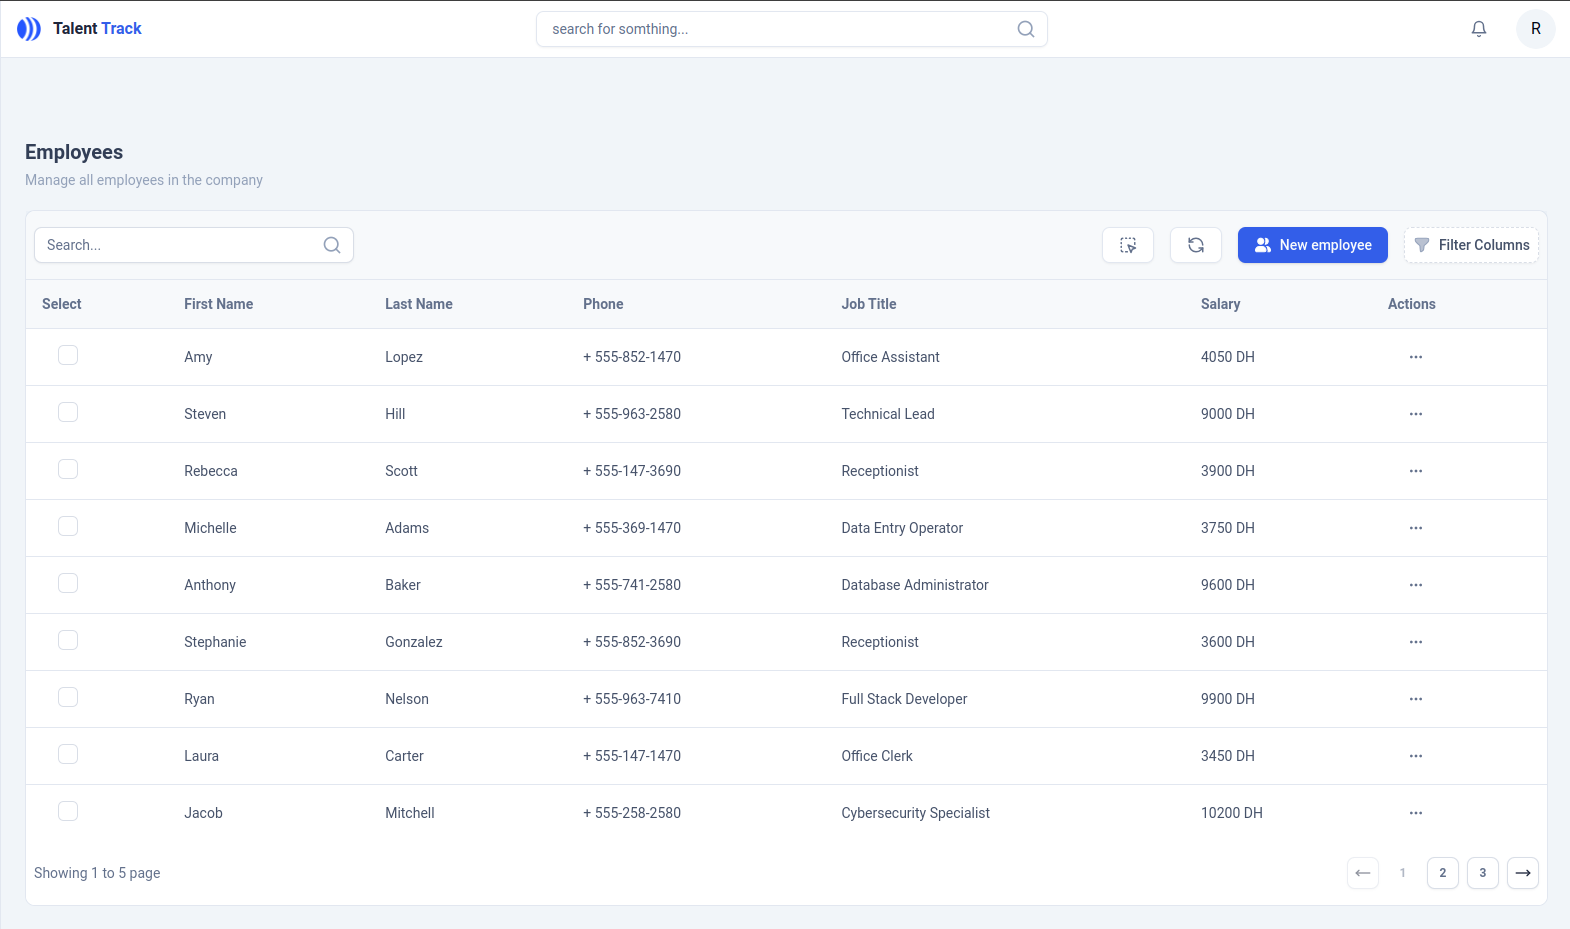 Talent Track
search for somthing...
R
Employees
Manage all employees in the company
Search...
New employee
Filter Columns
Select First Name Last Name Phone Job Title Salary Actions
Amy Lopez + 555-852-1470 Office Assistant 4050 DH ...
Steven Hill + 555-963-2580 Technical Lead 9000 DH ...
Rebecca Scott + 555-147-3690 Receptionist 3900 DH ...
Michelle Adams + 555-369-1470 Data Entry Operator 3750 DH ...
Anthony Baker + 555-741-2580 Database Administrator 9600 DH ...
Stephanie Gonzalez + 555-852-3690 Receptionist 3600 DH ...
Ryan Nelson + 555-963-7410 Full Stack Developer 9900 DH ...
Laura Carter + 555-147-1470 Office Clerk 3450 DH ...
Jacob Mitchell + 555-258-2580 Cybersecurity Specialist 10200 DH ...
Showing 1 to 5 page
← 1 2 3 →